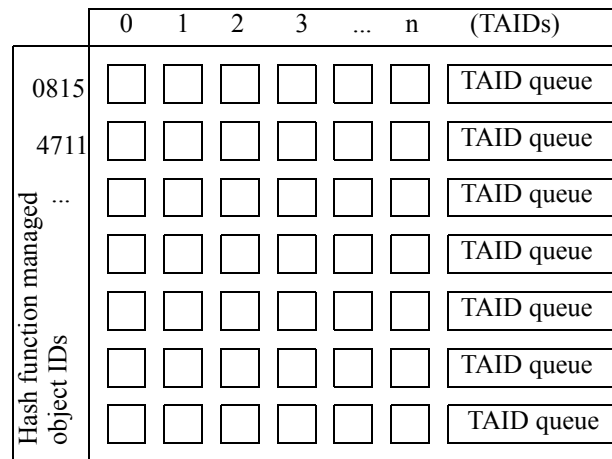 0 1 2 3 ... n (TAIDs)
0815 TAID queue
4711 TAID queue
... TAID queue
TAID queue
TAID queue
TAID queue
TAID queue
Hash function managed
object IDs